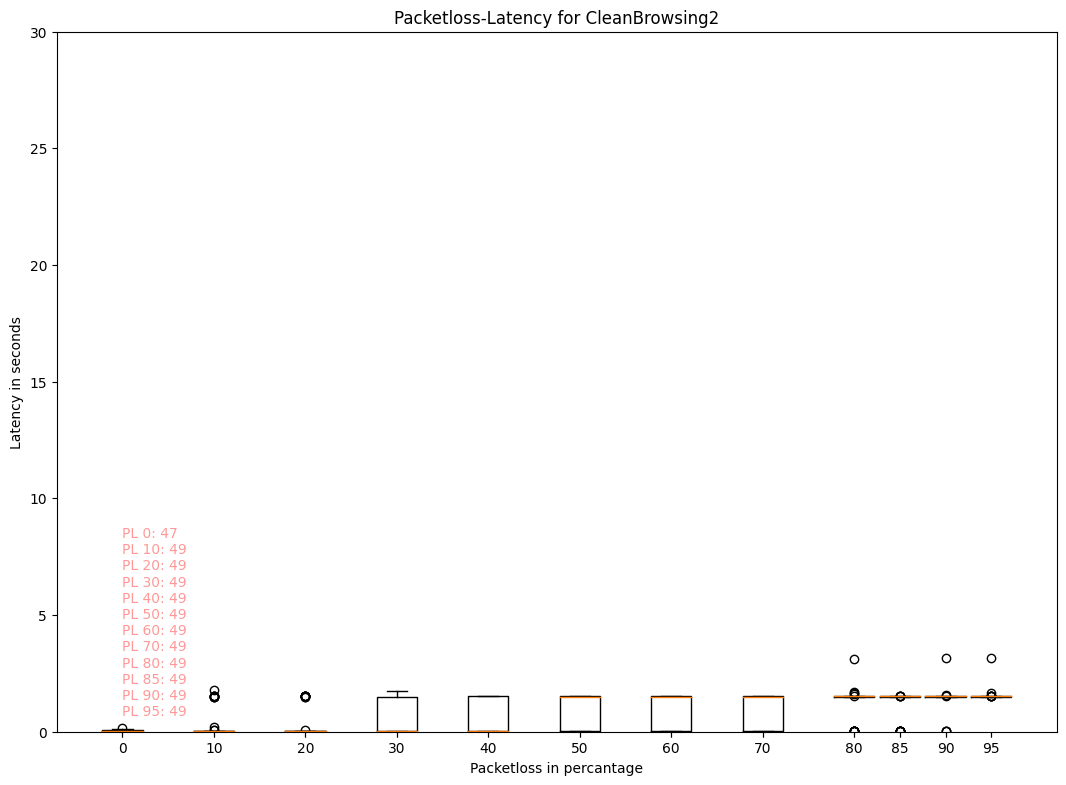 Packetloss-Latency for CleanBrowsing2
30
25
20
15
10
5
0
Latency in seconds
PL 0: 47
PL 10: 49
PL 20: 49
PL 30: 49
PL 40: 49
PL 50: 49
PL 60: 49
PL 70: 49
PL 80: 49
PL 85: 49
PL 90: 49
PL 95: 49
0 10 20 30 40 50 60 70 80 85 90 95
Packetloss in percantage